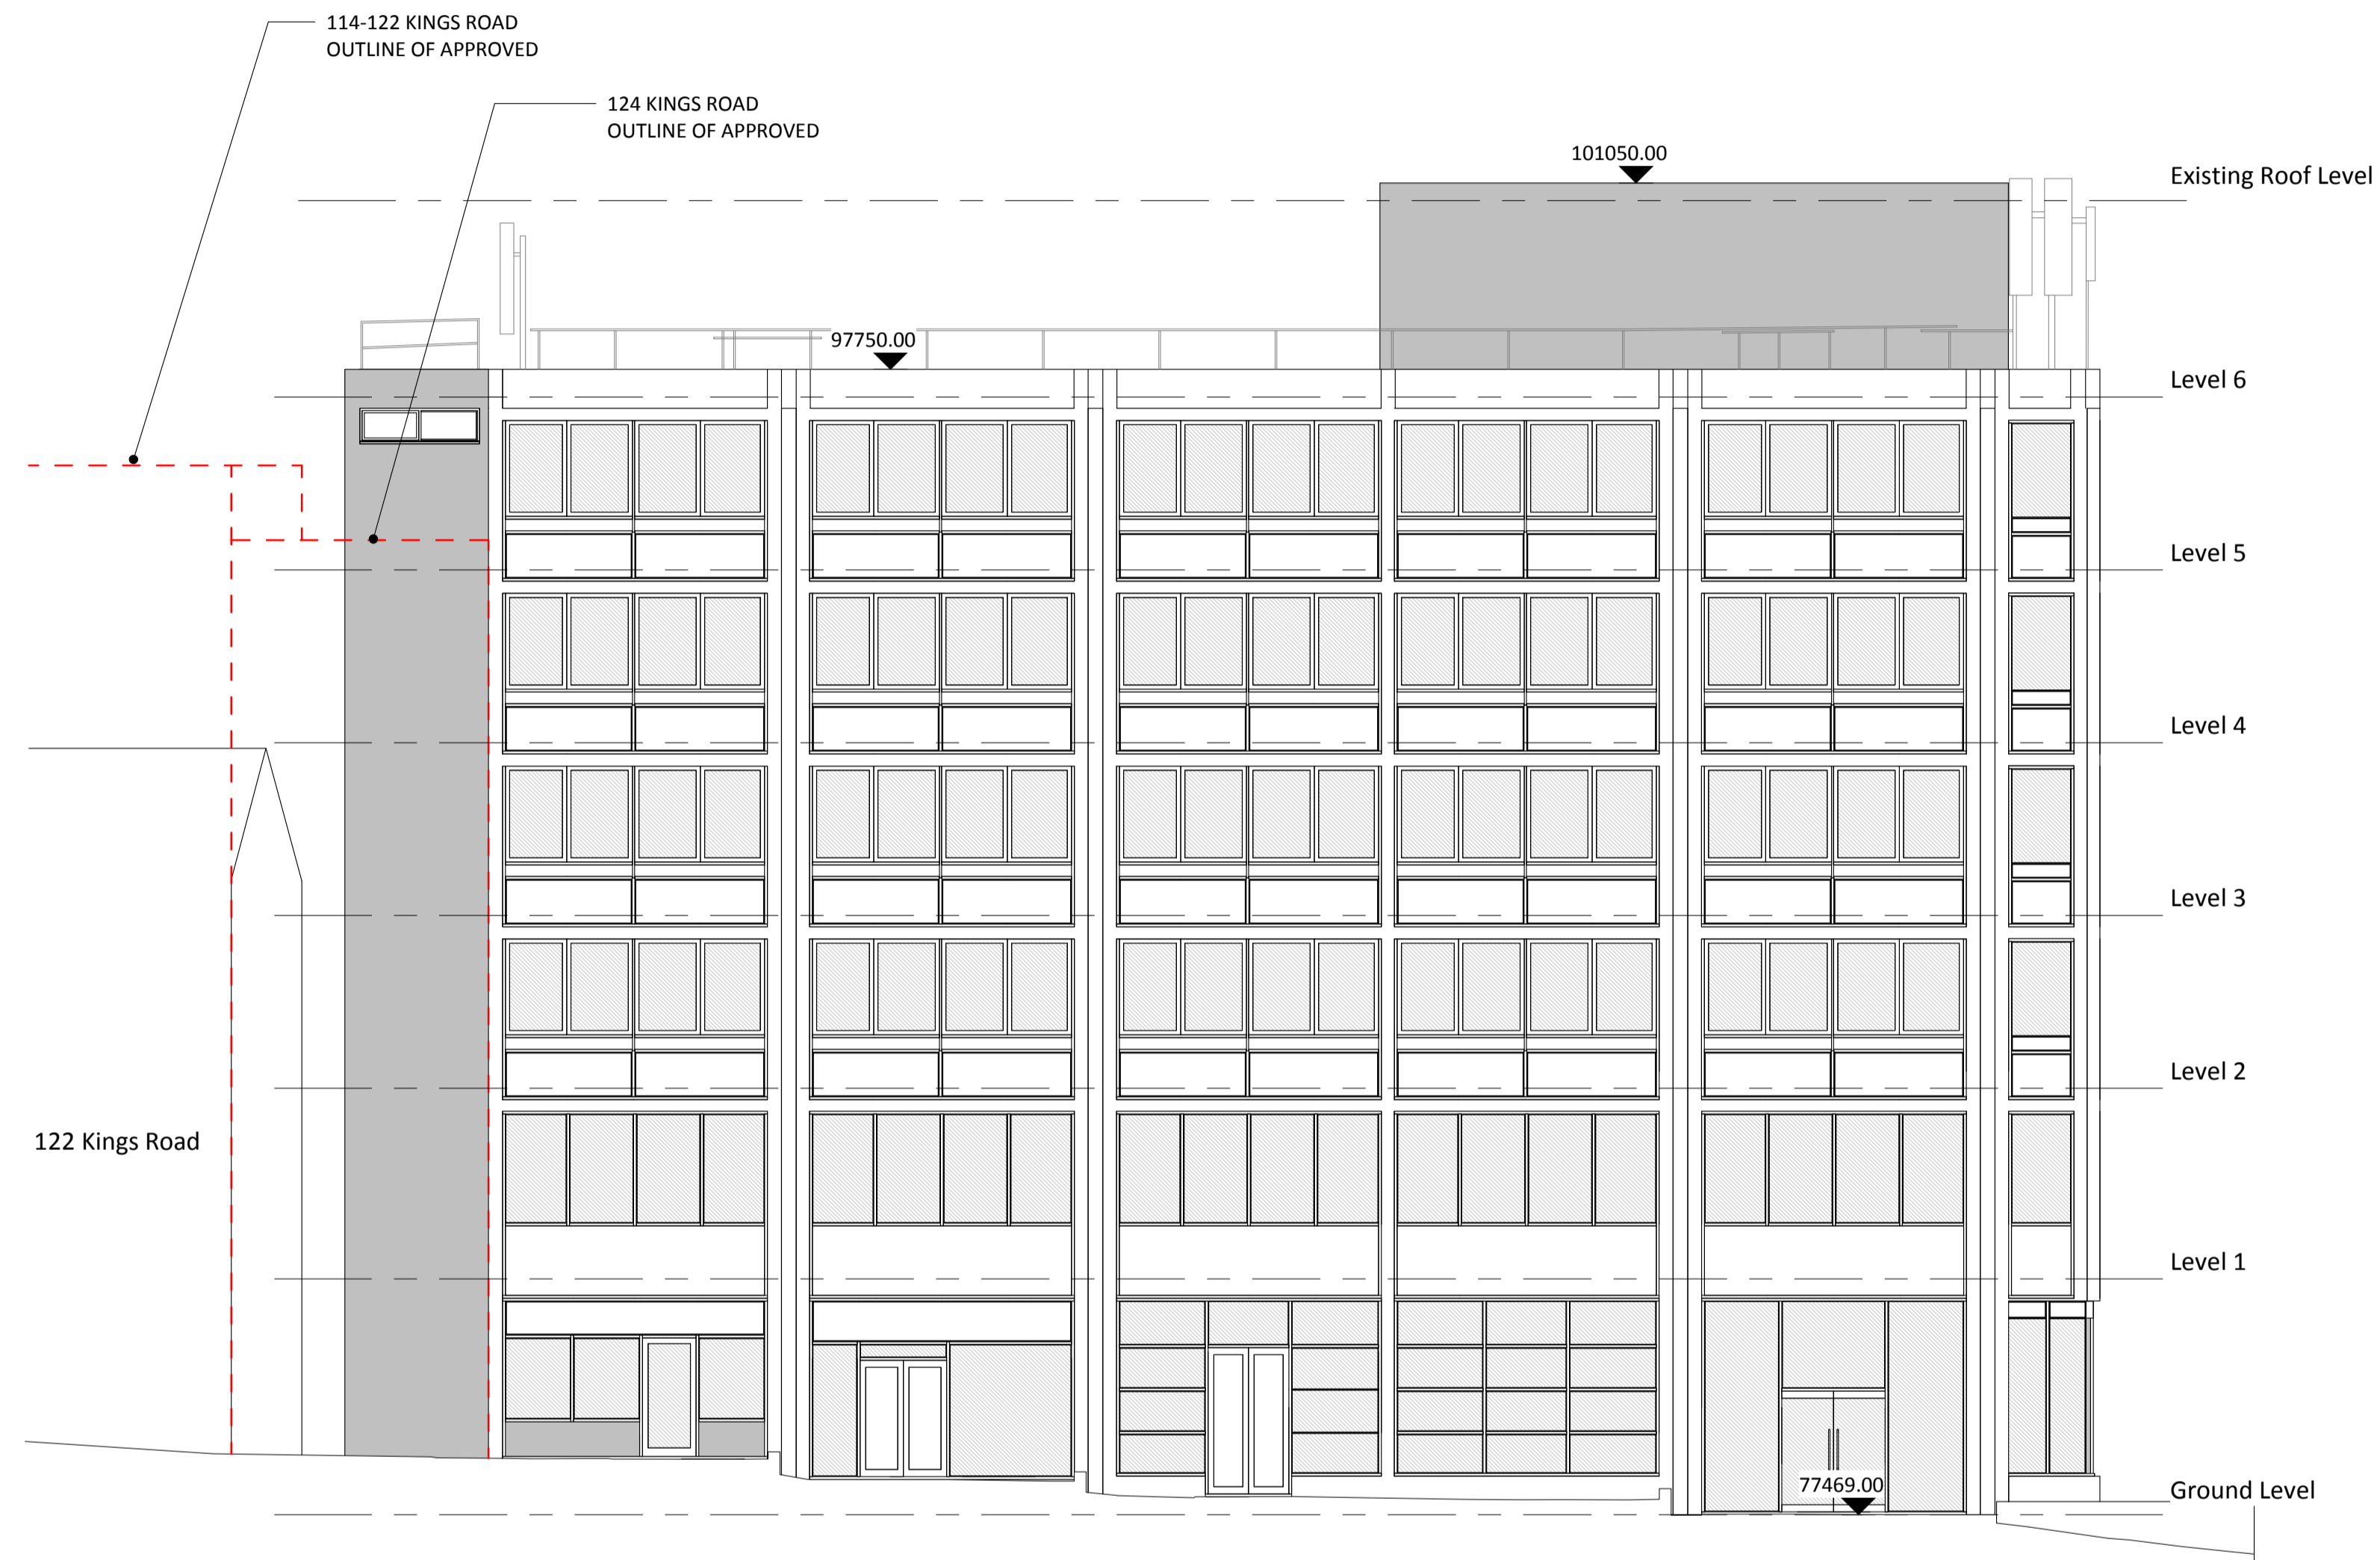 114-122 KINGS ROAD
OUTLINE OF APPROVED
124 KINGS ROAD
OUTLINE OF APPROVED
101050.00
Existing Roof Level
97750.00
Level 6
Level 5
Level 4
Level 3
Level 2
122 Kings Road
Level 1
77469.00
Ground Level